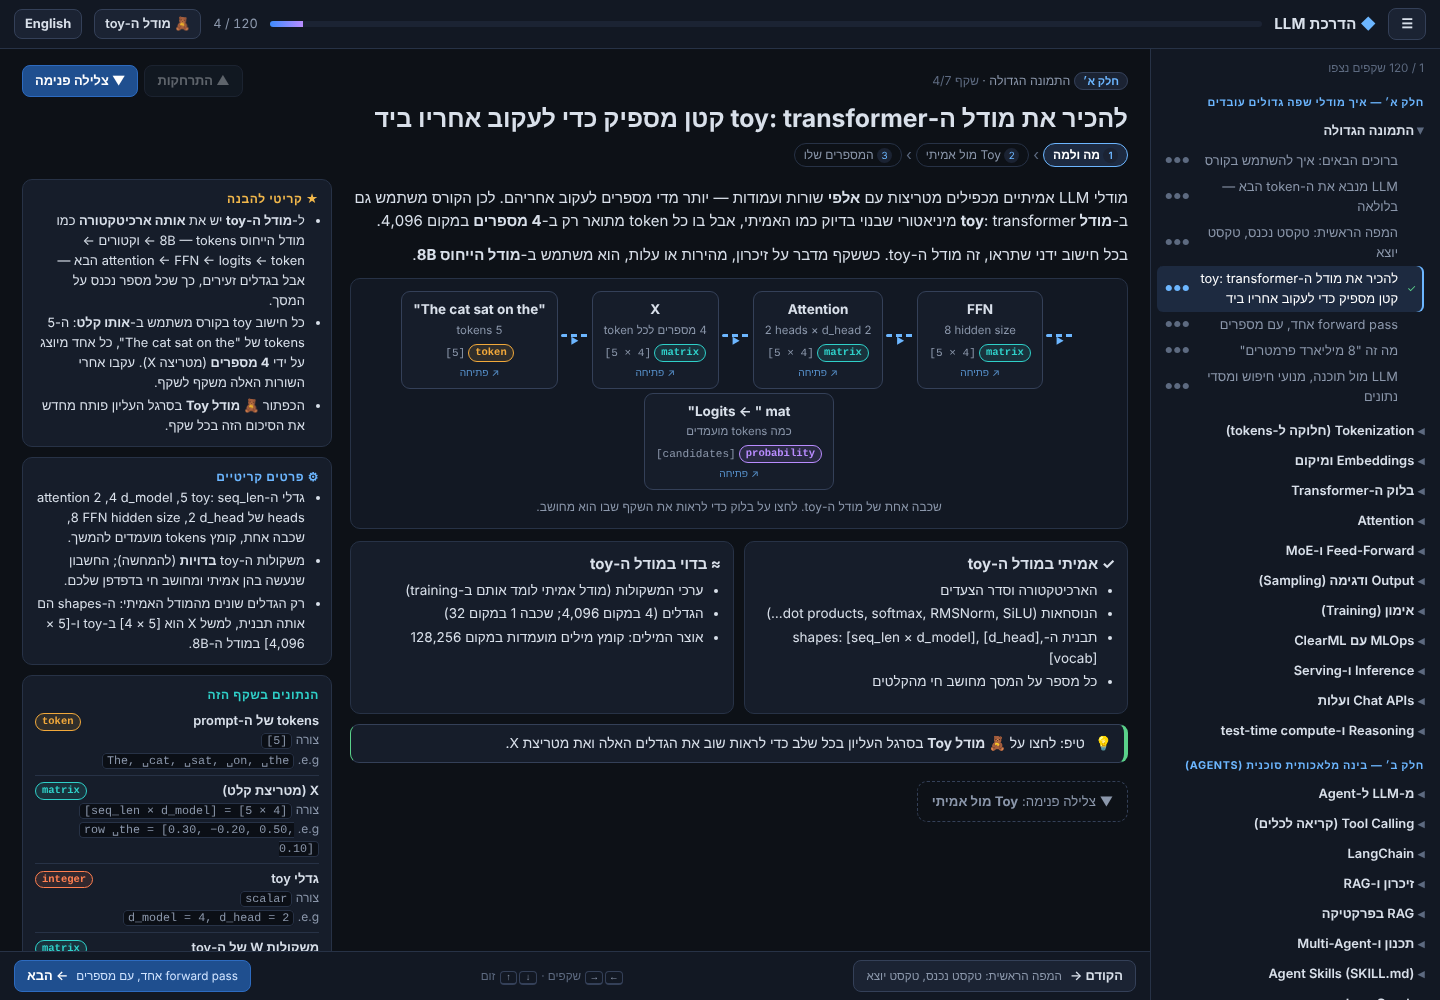 ☰
◆ הדרכת LLM
4 / 120
🧸 מודל ה-toy
English
1 / 120 שקפים נצפו
חלק א׳ — איך מודלי שפה גדולים עובדים
▾ התמונה הגדולה
ברוכים הבאים: איך להשתמש בקורס
LLM מנבא את ה-token הבא —
בלולאה
המפה הראשית: טקסט נכנס, טקסט
יוצא
✓ להכיר את מודל ה-toy: transformer
קטן מספיק כדי לעקוב אחריו ביד
forward pass אחד, עם מספרים
מה זה "8 מיליארד פרמטרים"
LLM מול תוכנה, מנועי חיפוש ומסדי
נתונים
◂ Tokenization (חלוקה ל-tokens)
◂ Embeddings ומיקום
◂ בלוק ה-Transformer
◂ Attention
◂ Feed-Forward ו-MoE
◂ Output ודגימה (Sampling)
◂ אימון (Training)
◂ MLOps עם ClearML
◂ Inference ו-Serving
◂ Chat APIs ועלות
◂ Reasoning ו-test-time compute
חלק ב׳ — בינה מלאכותית סוכנית (AGENTS)
◂ מ-LLM ל-Agent
◂ Tool Calling (קריאה לכלים)
◂ LangChain
◂ זיכרון ו-RAG
◂ RAG בפרקטיקה
◂ תכנון ו-Multi-Agent
◂ Agent Skills (SKILL.md)
חלק א׳ התמונה הגדולה · שקף 4/7
▲ התרחקות
▼ צלילה פנימה
להכיר את מודל ה-toy: transformer קטן מספיק כדי לעקוב אחריו ביד
1 מה ולמה › 2 Toy מול אמיתי › 3 המספרים שלו
מודלי LLM אמיתיים מכפילים מטריצות עם אלפי שורות ועמודות — יותר מדי מספרים לעקוב אחריהם. לכן הקורס משתמש גם
ב-מודל toy: transformer מיניאטורי שבנוי בדיוק כמו האמיתי, אבל בו כל token מתואר רק ב-4 מספרים במקום 4,096.
בכל חישוב ידני שתראו, זה מודל ה-toy. כששקף מדבר על זיכרון, מהירות או עלות, הוא משתמש ב-מודל הייחוס 8B.
"The cat sat on the"
5 tokens
[5] token
↗ פתיחה
X
4 מספרים לכל token
[5 × 4] matrix
↗ פתיחה
Attention
2 heads × d_head 2
[5 × 4] matrix
↗ פתיחה
FFN
hidden size 8
[5 × 4] matrix
↗ פתיחה
Logits → " mat"
כמה tokens מועמדים
[candidates] probability
↗ פתיחה
שכבה אחת של מודל ה-toy. לחצו על בלוק כדי לראות את השקף שבו הוא מחושב.
✓ אמיתי במודל ה-toy
• הארכיטקטורה וסדר הצעדים
• הנוסחאות (dot products, softmax, RMSNorm, SiLU…)
• תבנית ה-shapes: [seq_len × d_model], [d_head],
[vocab]
• כל מספר על המסך מחושב חי מהקלטים
≈ בדוי במודל ה-toy
• ערכי המשקולות (מודל אמיתי לומד אותם ב-training)
• הגדלים (4 במקום 4,096; שכבה 1 במקום 32)
• אוצר המילים: קומץ מילים מועמדות במקום 128,256
💡 טיפ: לחצו על 🧸 מודל Toy בסרגל העליון בכל שלב כדי לראות שוב את הגדלים האלה ואת מטריצת X.
▼ צלילה פנימה: Toy מול אמיתי
★ קריטי להבנה
• ל-מודל ה-toy יש את אותה ארכיטקטורה כמו
מודל הייחוס 8B — tokens ← וקטורים ←
attention ← FFN ← logits ← token הבא —
אבל בגדלים זעירים, כך שכל מספר נכנס על
המסך.
• כל חישוב toy בקורס משתמש ב-אותו קלט: ה-5
tokens של "The cat sat on the", כל אחד מיוצג
על ידי 4 מספרים (מטריצה X). עקבו אחרי
השורות האלה משקף לשקף.
• הכפתור 🧸 מודל Toy בסרגל העליון פותח מחדש
את הסיכום הזה בכל שקף.
⚙ פרטים קריטיים
• גדלי ה-toy: seq_len 5, d_model 4, 2 attention
heads של d_head 2, FFN hidden size 8,
שכבה אחת, קומץ tokens מועמדים להמשך.
• משקולות ה-toy בדויות (להמחשה); החשבון
שנעשה בהן אמיתי ומחושב חי בדפדפן שלכם.
• רק הגדלים שונים מהמודל האמיתי: ה-shapes הם
אותה תבנית, למשל X הוא [5 × 4] ב-toy ו-[5 ×
4,096] במודל ה-8B.
הנתונים בשקף הזה
tokens של ה-prompt token
צורה [5]
e.g. The, ␣cat, ␣sat, ␣on, ␣the
X (מטריצת קלט) matrix
צורה [seq_len × d_model] = [5 × 4]
e.g. row ␣the = [0.30, −0.20, 0.50,
0.10]
גדלי toy integer
צורה scalar
e.g. d_model = 4, d_head = 2
משקולות W של ה-toy matrix
הקודם → המפה הראשית: טקסט נכנס, טקסט יוצא
← → שקפים · ↓ ↑ זום
forward pass אחד, עם מספרים ← הבא